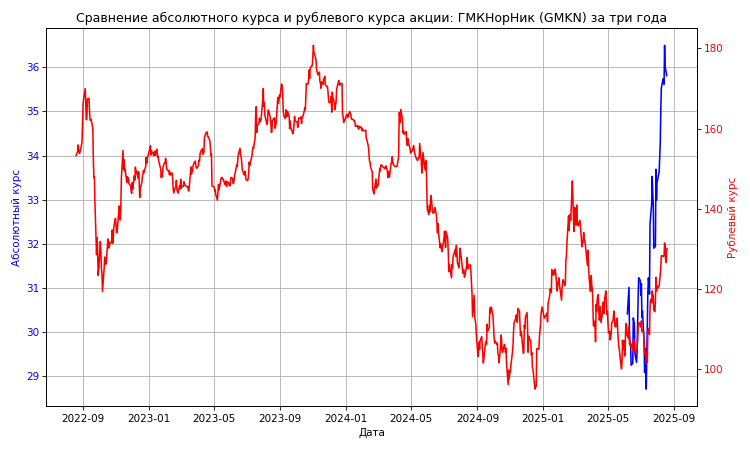 Сравнение абсолютного курса и рублевого курса акции: ГМКНорНик (GMKN) за три года
Абсолютный курс
36
35
34
33
32
31
30
29
180
160
140
120
100
Рублевый курс
2022-09 2023-01 2023-05 2023-09 2024-01 2024-05 2024-09 2025-01 2025-05 2025-09
Дата